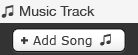 Music Track
+ Add Song